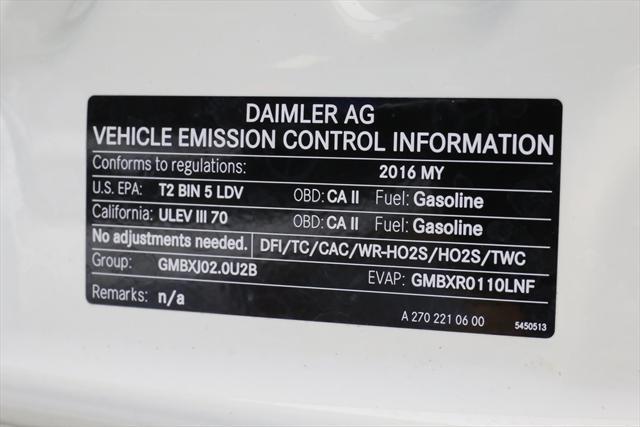 DAIMLER AG
VEHICLE EMISSION CONTROL INFORMATION
Conforms to regulations: 2016 MY
U.S. EPA: T2 BIN 5 LDV OBD: CA II Fuel: Gasoline
California: ULEV III 70 OBD: CA II Fuel: Gasoline
No adjustments needed. DFI/TC/CAC/WR-HO2S/HO2S/TWC
Group: GMBXJ02.0U2B EVAP: GMBXR0110LNF
Remarks: n/a
A 270 221 06 00 5450513